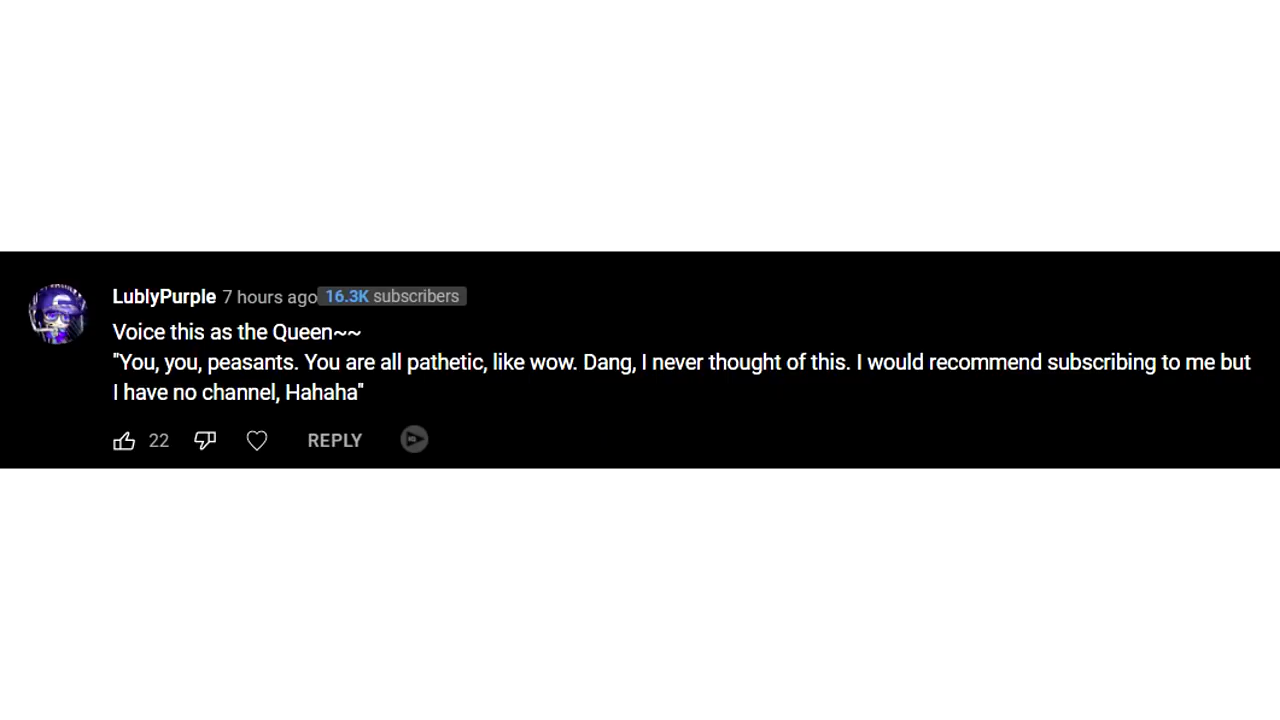 LublyPurple 7 hours ago 16.3K subscribers
Voice this as the Queen~~
"You, you, peasants. You are all pathetic, like wow. Dang, I never thought of this. I would recommend subscribing to me but
I have no channel, Hahaha"
22 REPLY